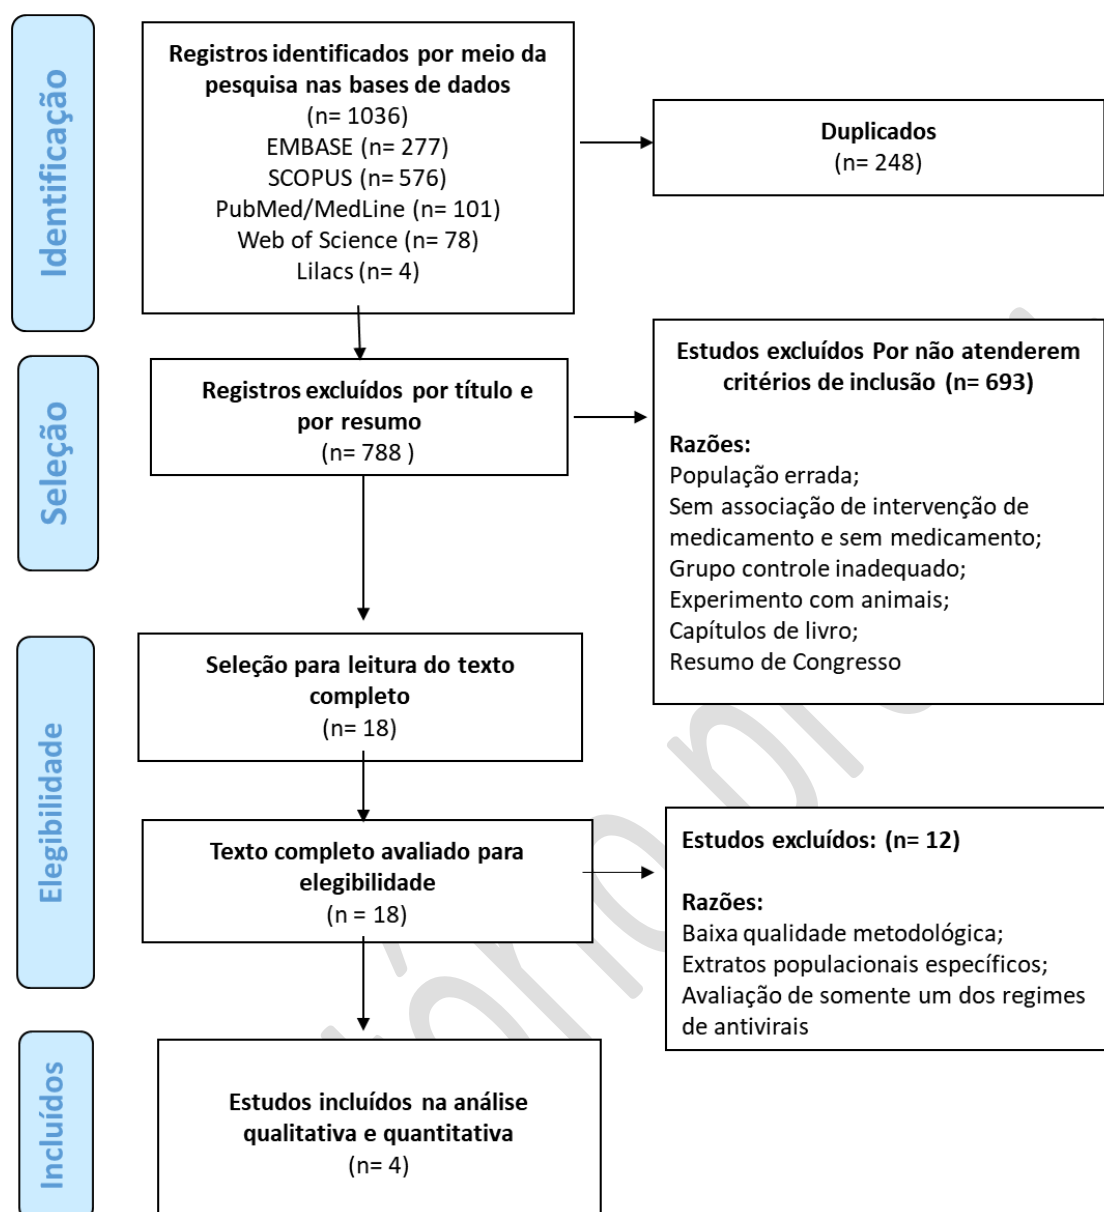 Identificação
Registros identificados por meio da
pesquisa nas bases de dados
(n= 1036)
EMBASE (n= 277)
SCOPUS (n= 576)
PubMed/MedLine (n= 101)
Web of Science (n= 78)
Lilacs (n= 4)
Duplicados
(n= 248)
Seleção
Registros excluídos por título e
por resumo
(n= 788 )
Estudos excluídos Por não atenderem
critérios de inclusão (n= 693)
Razões:
População errada;
Sem associação de intervenção de
medicamento e sem medicamento;
Grupo controle inadequado;
Experimento com animais;
Capítulos de livro;
Resumo de Congresso
Elegibilidade
Seleção para leitura do texto
completo
(n= 18)
Texto completo avaliado para
elegibilidade
(n = 18)
Estudos excluídos: (n= 12)
Razões:
Baixa qualidade metodológica;
Extratos populacionais específicos;
Avaliação de somente um dos regimes
de antivirais
Incluídos
Estudos incluídos na análise
qualitativa e quantitativa
(n= 4)